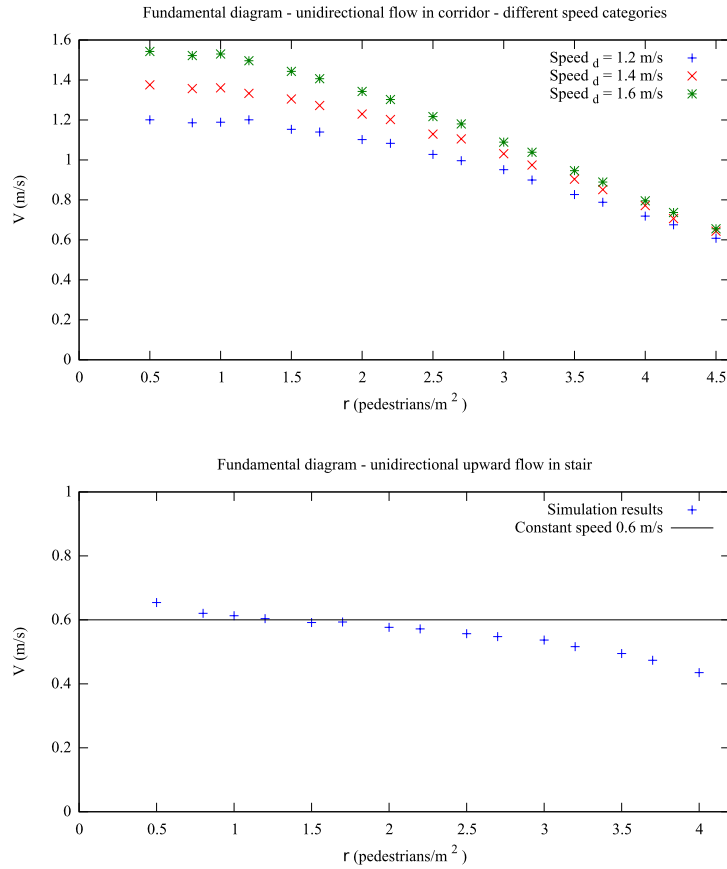 Fundamental diagram - unidirectional flow in corridor - different speed categories
1.6
1.4
1.2
1
0.8
0.6
0.4
0.2
0
V (m/s)
Speed d = 1.2 m/s
Speed d = 1.4 m/s
Speed d = 1.6 m/s
0 0.5 1 1.5 2 2.5 3 3.5 4 4.5
r (pedestrians/m 2 )
Fundamental diagram - unidirectional upward flow in stair
1
0.8
0.6
0.4
0.2
0
V (m/s)
Simulation results
Constant speed 0.6 m/s
0 0.5 1 1.5 2 2.5 3 3.5 4
r (pedestrians/m 2 )